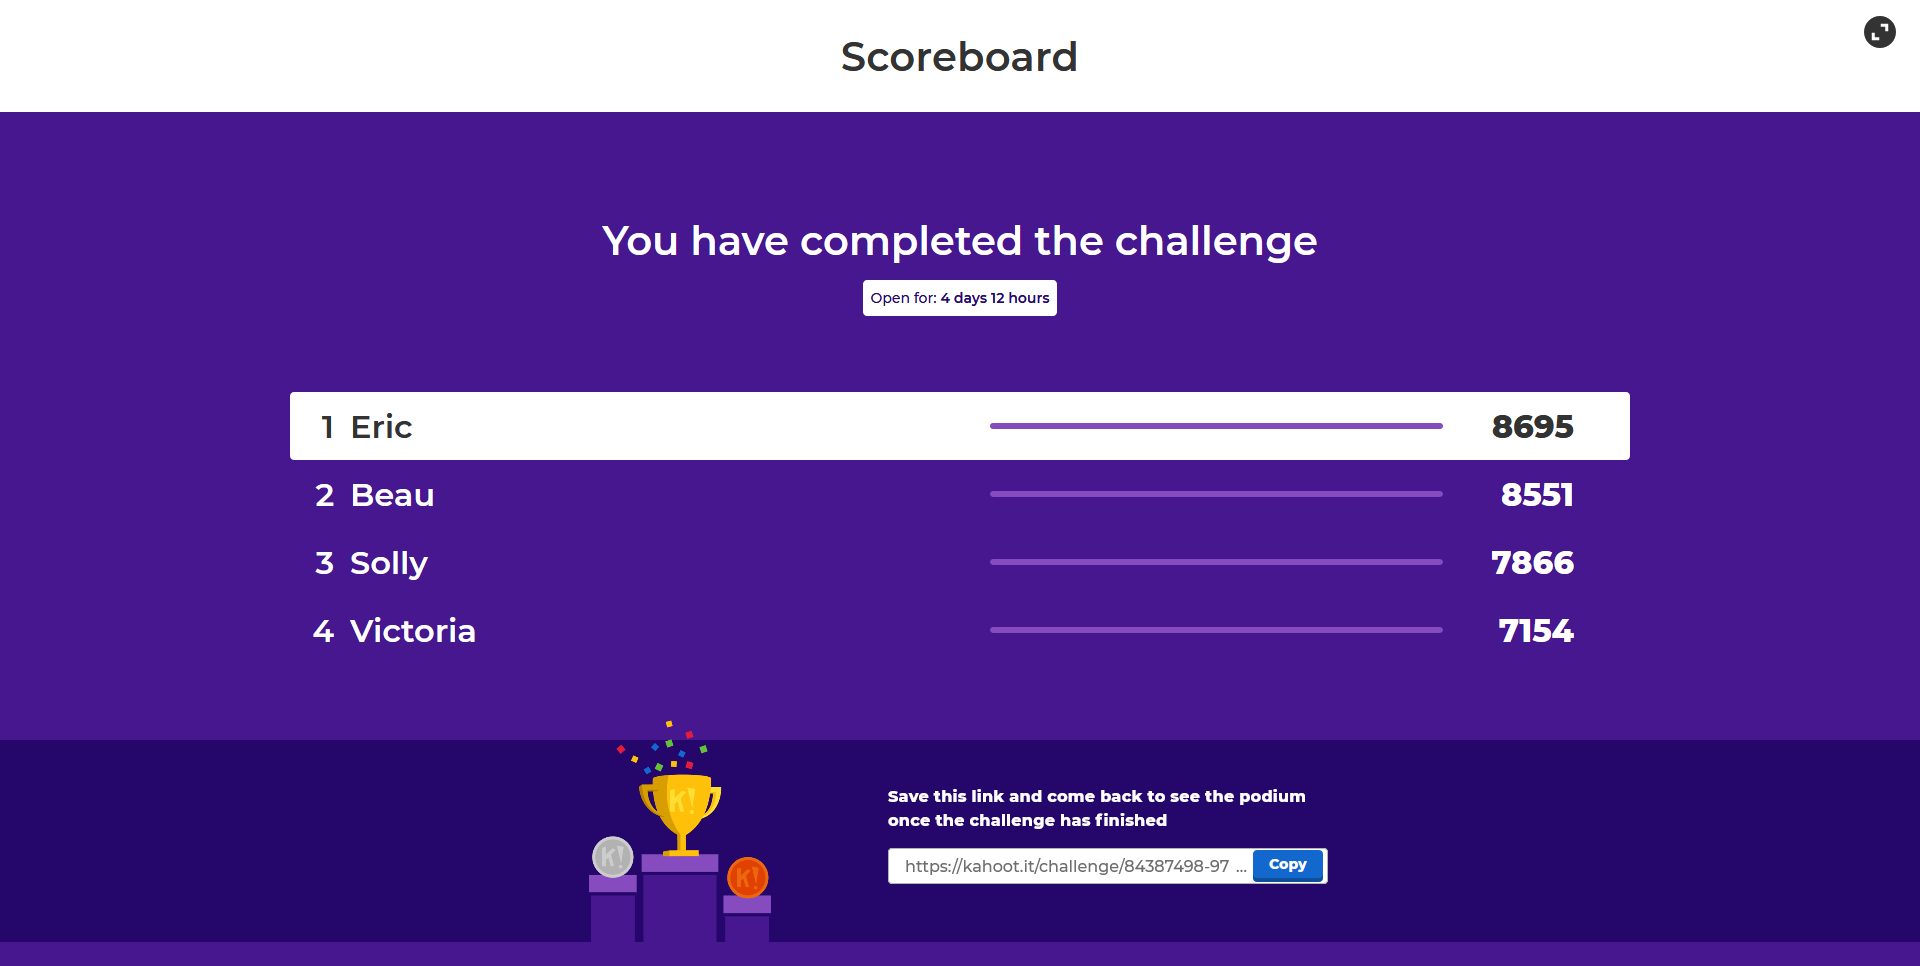 Scoreboard
You have completed the challenge
Open for: 4 days 12 hours
1 Eric 8695
2 Beau 8551
3 Solly 7866
4 Victoria 7154
K!
K!
K!
Save this link and come back to see the podium
once the challenge has finished
https://kahoot.it/challenge/84387498-97 ... Copy